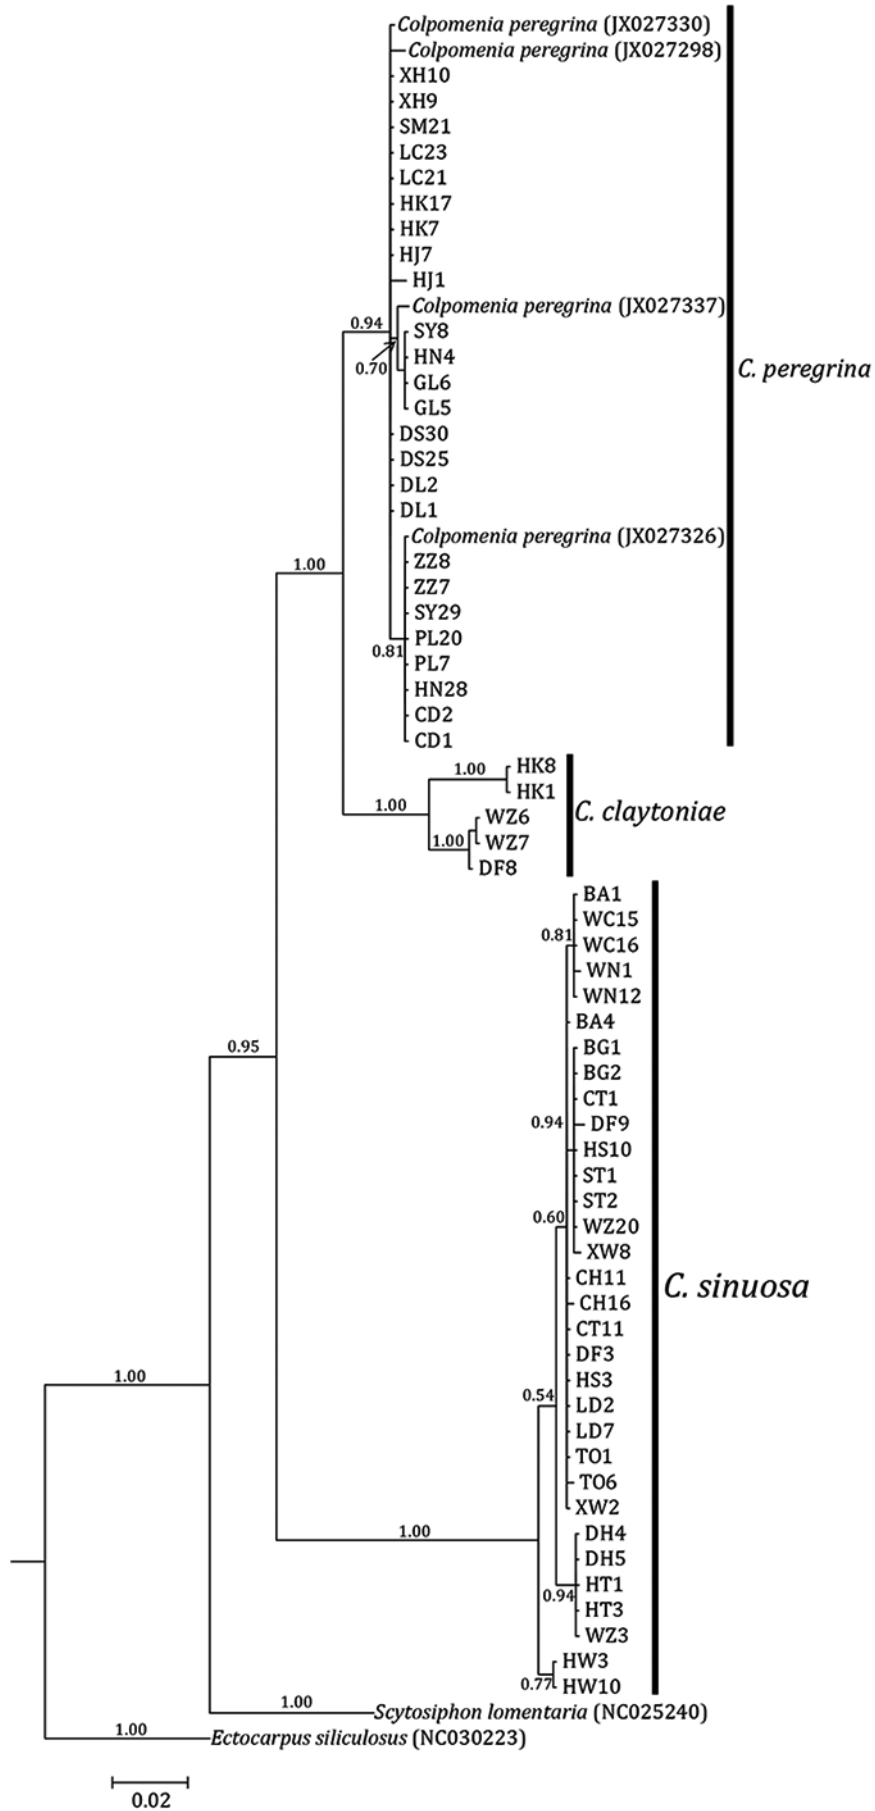 Colpomenia peregrina (JX027330)
Colpomenia peregrina (JX027298)
XH10
XH9
SM21
LC23
LC21
HK17
HK7
HJ7
HJ1
Colpomenia peregrina (JX027337)
0.94
SY8
HN4
0.70
C. peregrina
GL6
GL5
DS30
DS25
DL2
DL1
Colpomenia peregrina (JX027326)
1.00
ZZ8
ZZ7
SY29
PL20
0.81
PL7
HN28
CD2
CD1
HK8
1.00
HK1
1.00
C. claytoniae
WZ6
1.00
WZ7
DF8
BA1
WC15
0.81
WC16
WN1
WN12
BA4
0.95
BG1
BG2
CT1
0.94
DF9
HS10
ST1
ST2
0.60
WZ20
XW8
CH11
C. sinuosa
CH16
CT11
DF3
1.00
HS3
0.54
LD2
LD7
TO1
TO6
XW2
1.00
DH4
DH5
HT1
0.94
HT3
WZ3
HW3
0.77
HW10
1.00
Scytosiphon lomentaria (NC025240)
1.00
Ectocarpus siliculosus (NC030223)
0.02